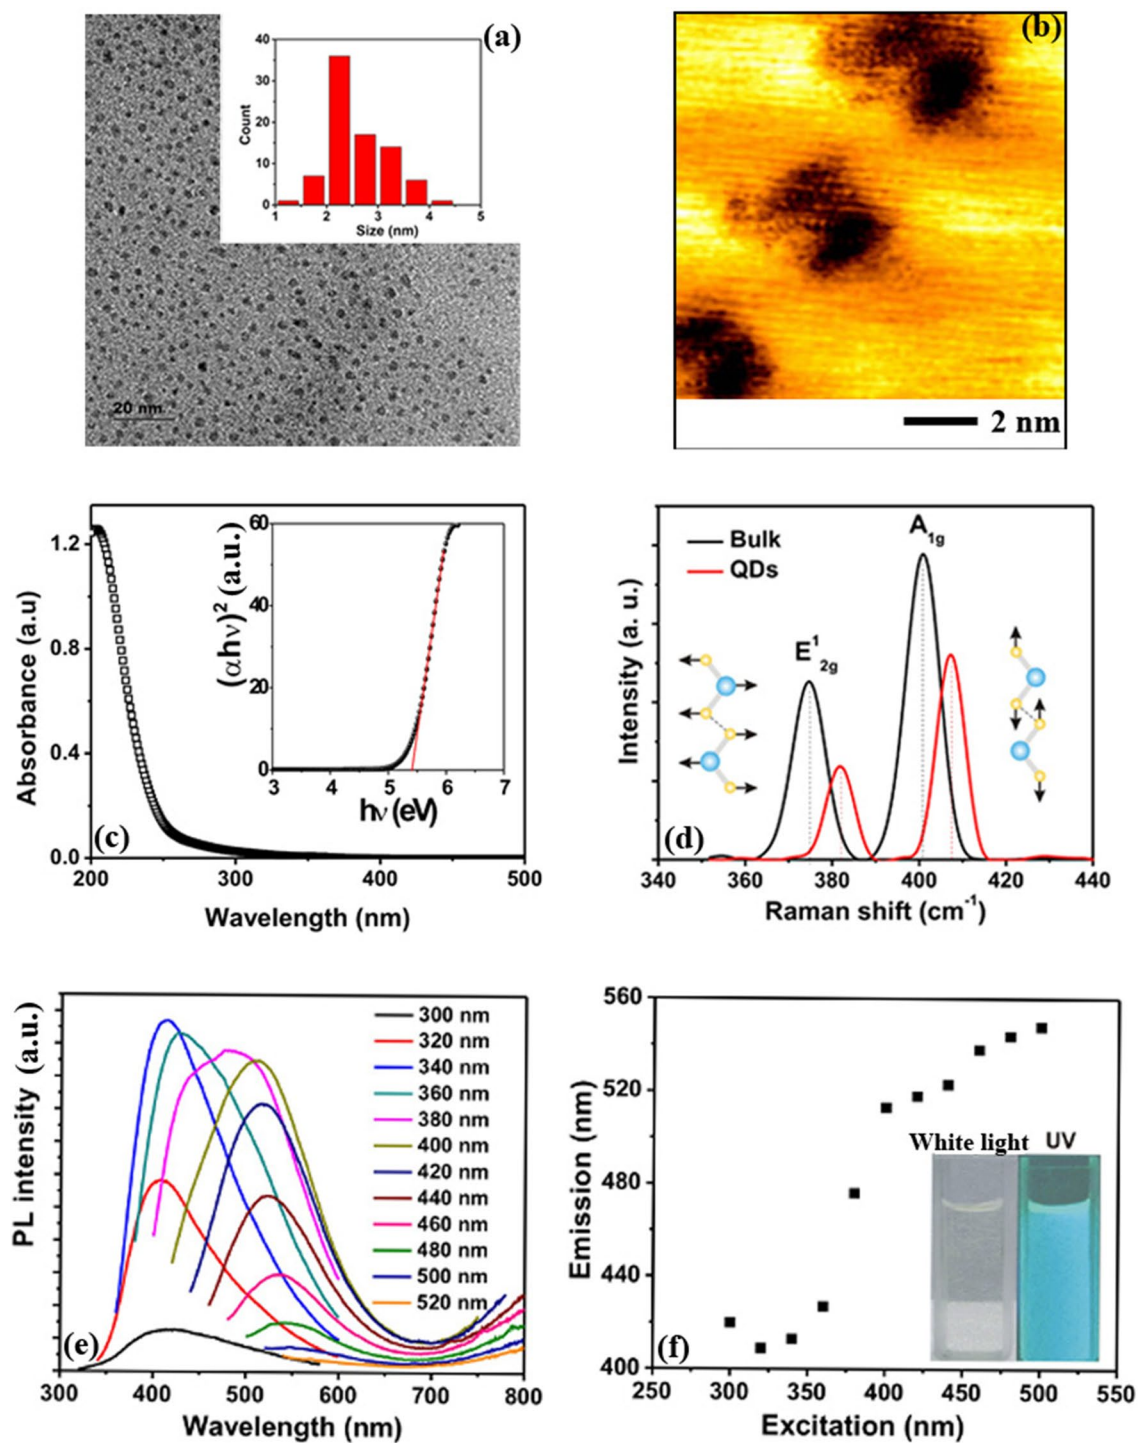 (a)
40
30
20
10
0
Count
1 2 3 4 5
Size (nm)
20 nm
(b)
2 nm
1.2
0.8
0.4
0.0
Absorbance (a.u)
(c)
200 300 400 500
Wavelength (nm)
60
40
20
0
(αhν)² (a.u.)
3 4 5 6 7
hν (eV)
Bulk
QDs
A₁g
E¹₂g
Intensity (a. u.)
(d)
340 360 380 400 420 440
Raman shift (cm⁻¹)
PL intensity (a.u.)
300 nm
320 nm
340 nm
360 nm
380 nm
400 nm
420 nm
440 nm
460 nm
480 nm
500 nm
520 nm
(e)
300 400 500 600 700 800
Wavelength (nm)
560
520
480
440
400
Emission (nm)
White light UV
(f)
250 300 350 400 450 500 550
Excitation (nm)